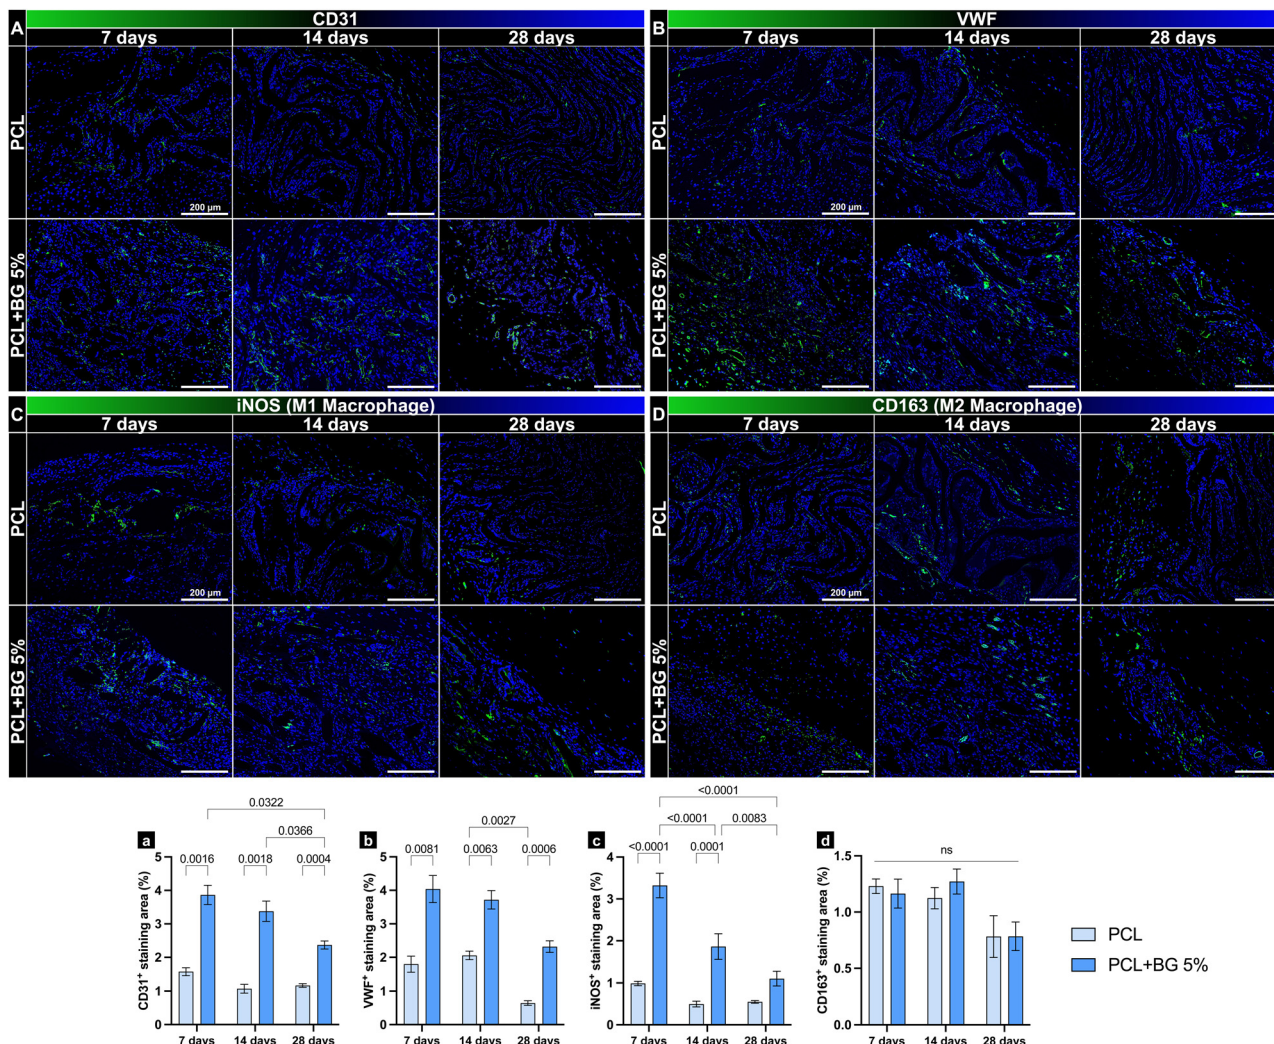 A
CD31
7 days
14 days
28 days
PCL
200 µm
PCL+BG 5%
B
VWF
7 days
14 days
28 days
PCL
200 µm
PCL+BG 5%
C
iNOS (M1 Macrophage)
7 days
14 days
28 days
PCL
200 µm
PCL+BG 5%
D
CD163 (M2 Macrophage)
7 days
14 days
28 days
PCL
200 µm
PCL+BG 5%
a
0.0322
0.0366
0.0016
0.0018
0.0004
CD31+ staining area (%)
5
4
3
2
1
0
7 days
14 days
28 days
b
0.0027
0.0081
0.0063
0.0006
VWF+ staining area (%)
5
4
3
2
1
0
7 days
14 days
28 days
c
<0.0001
<0.0001
0.0083
<0.0001
0.0001
iNOS+ staining area (%)
4
3
2
1
0
7 days
14 days
28 days
d
ns
CD163+ staining area (%)
1.5
1.0
0.5
0.0
7 days
14 days
28 days
PCL
PCL+BG 5%